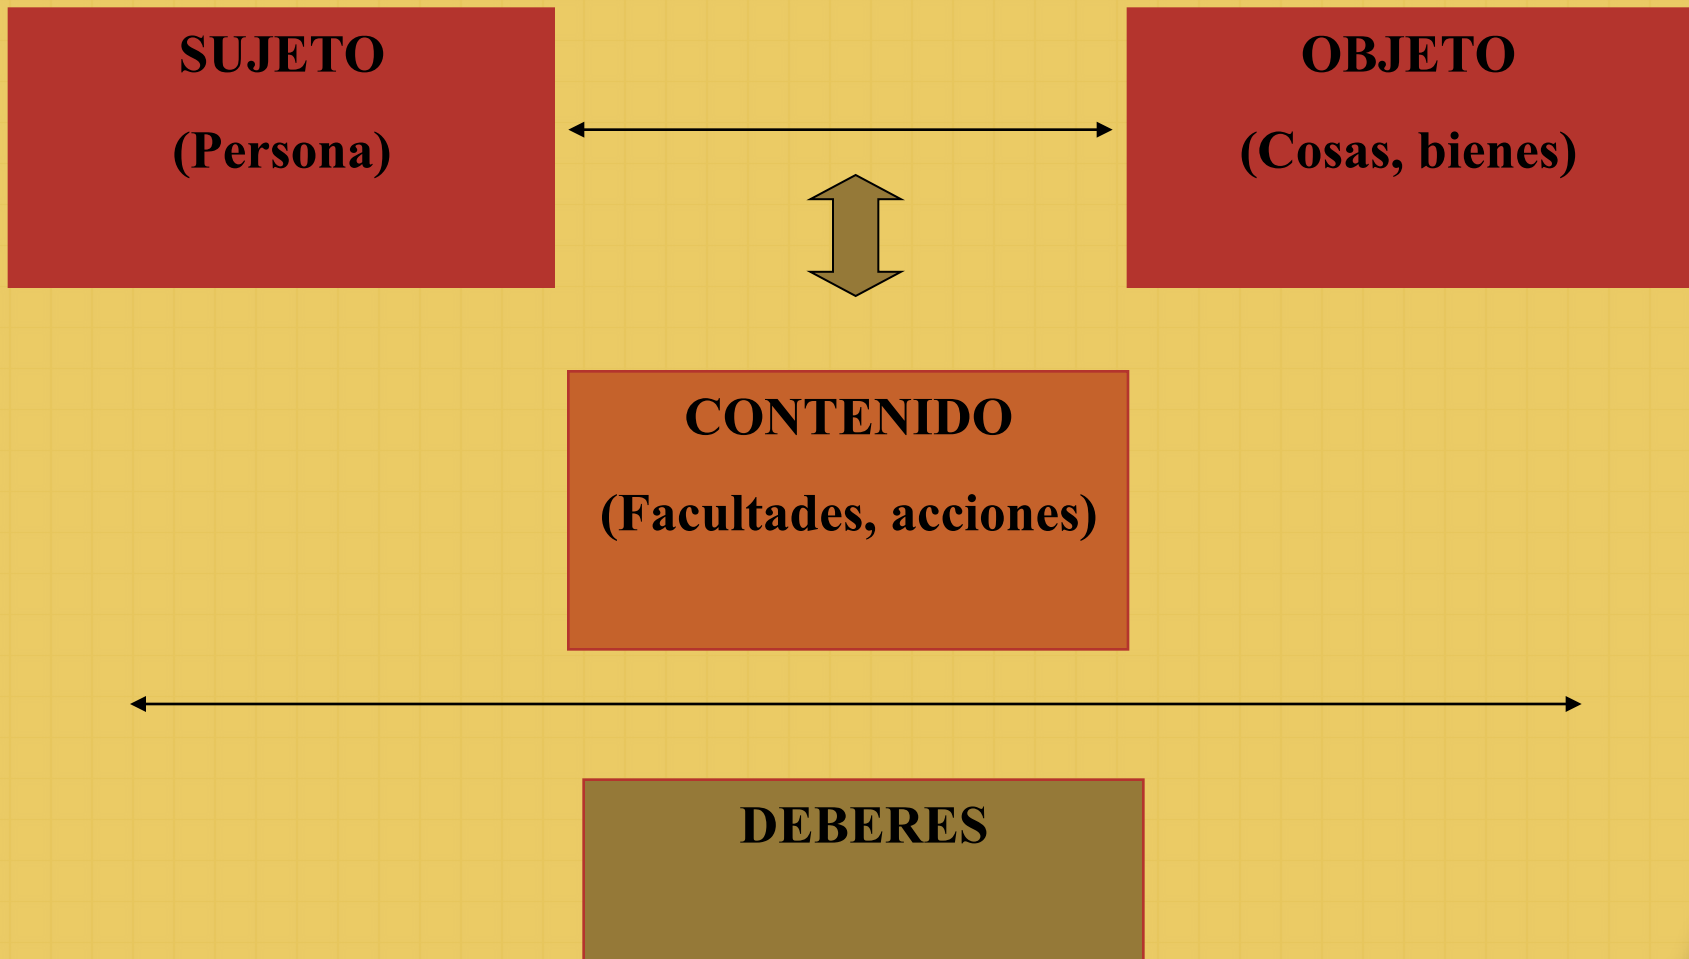 SUJETO
(Persona)
OBJETO
(Cosas, bienes)
CONTENIDO
(Facultades, acciones)
DEBERES